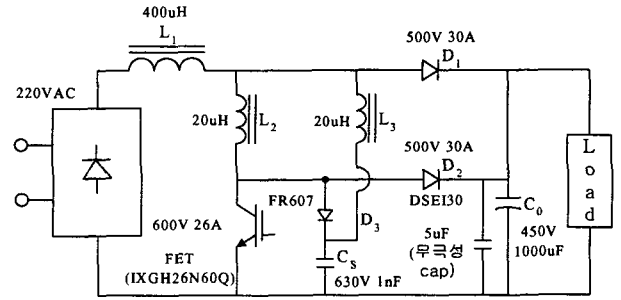 400uH
L1
220VAC
20uH
L2
20uH
L3
500V 30A
D1
500V 30A
D2
DSEI30
FR607
D3
600V 26A
FET
(IXGH26N60Q)
CS
630V 1nF
5uF
(무극성
cap)
C0
450V
1000uF
Load